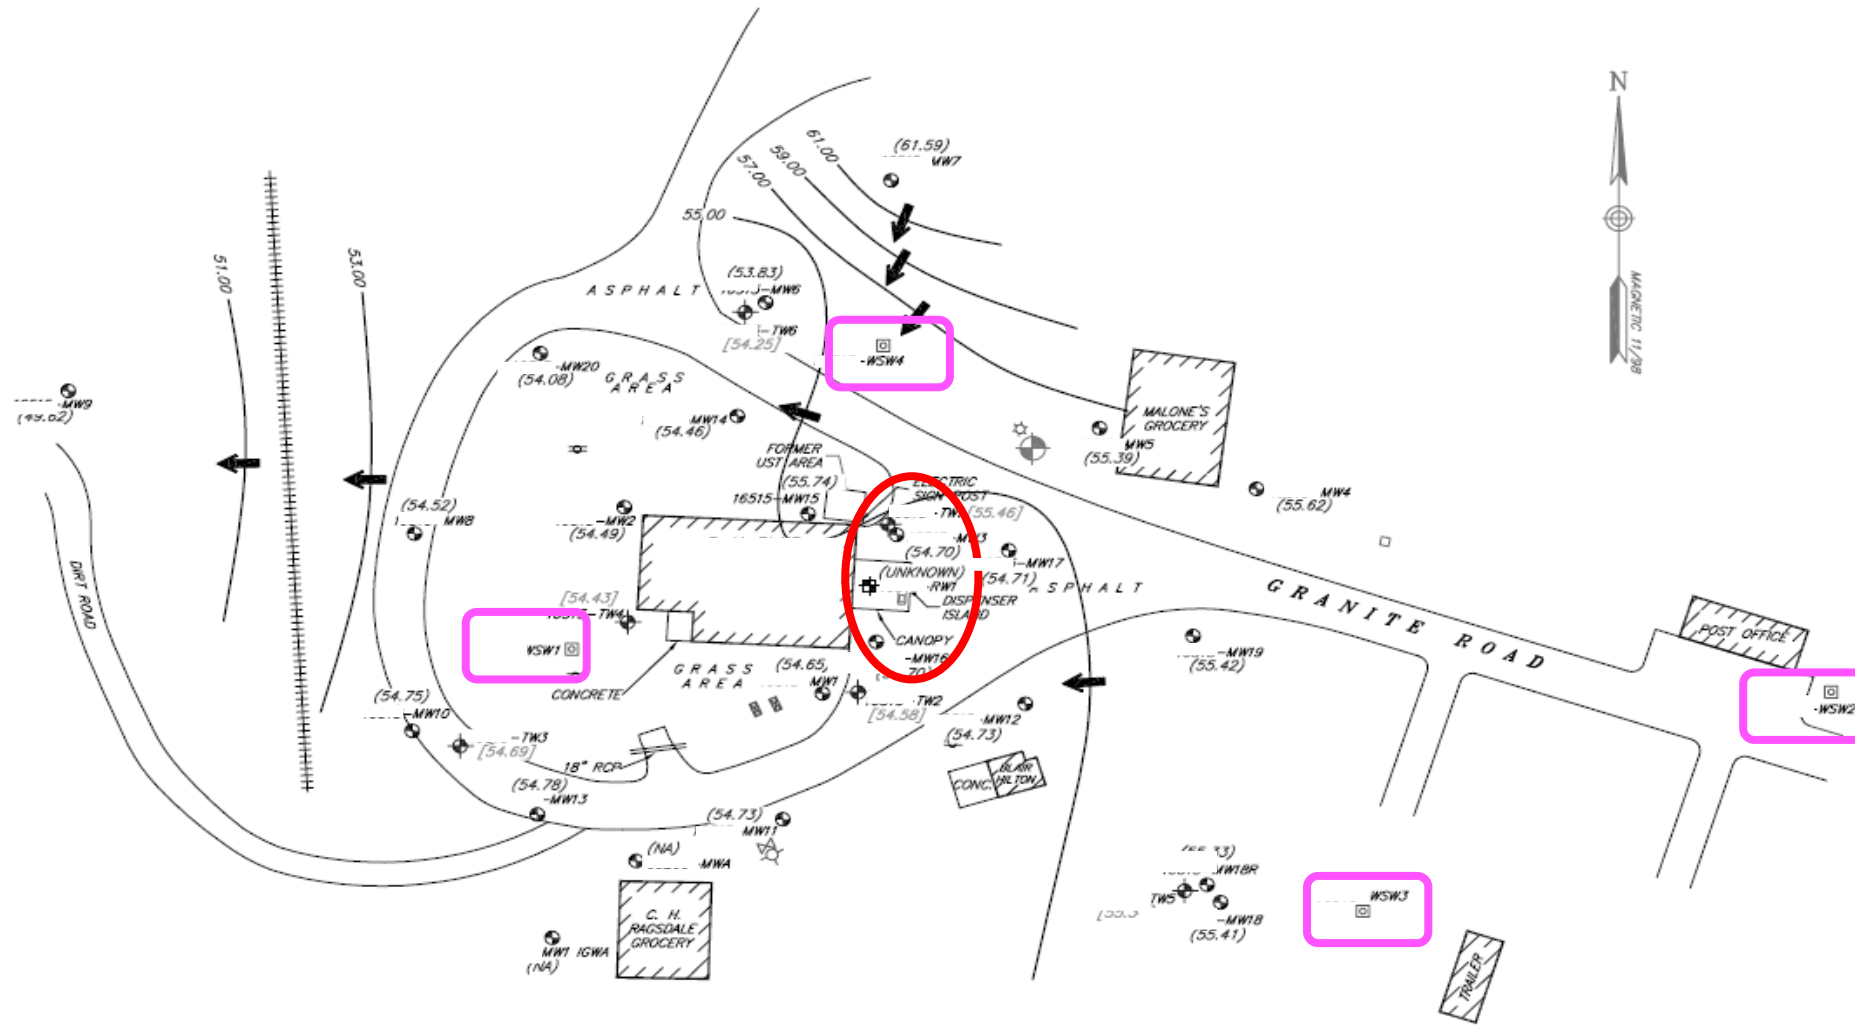 N
MAGNETIC 11/98
61.00
59.00
57.00
55.00
(61.59)
MW7
53.00
51.00
ASPHALT
(53.83)
-MW6
-TW6
[54.25]
-WSW4
-MW20
(54.08)
GRASS
AREA
MW14
(54.46)
-MW9
MALONE'S
GROCERY
MW5
(55.39)
MW4
(55.62)
FORMER
UST AREA
(55.74)
16515-MW15
ELECTRIC
SIGN POST
[55.46]
-MW3
(54.70)
-MW17
(54.71)
(UNKNOWN)
-RW1
DISPENSER
ISLAND
CANOPY
-MW16
ASPHALT
GRANITE ROAD
(54.52)
MW8
-MW2
(54.49)
[54.43]
-TW4
WSW1
CONCRETE
GRASS
AREA
(54.65)
MW1
-TW2
[54.58]
DIRT ROAD
(54.75)
-MW10
-TW3
[54.69]
18" RCP
(54.78)
-MW13
-MW12
(54.73)
CONC.
BLAIR
HILTON
-MW19
(55.42)
POST OFFICE
-WSW2
(54.73)
MW11
(NA)
-MWA
C. H.
RAGSDALE
GROCERY
MW1 IGWA
(NA)
MW18R
TW5
-MW18
(55.41)
WSW3
TRAILER